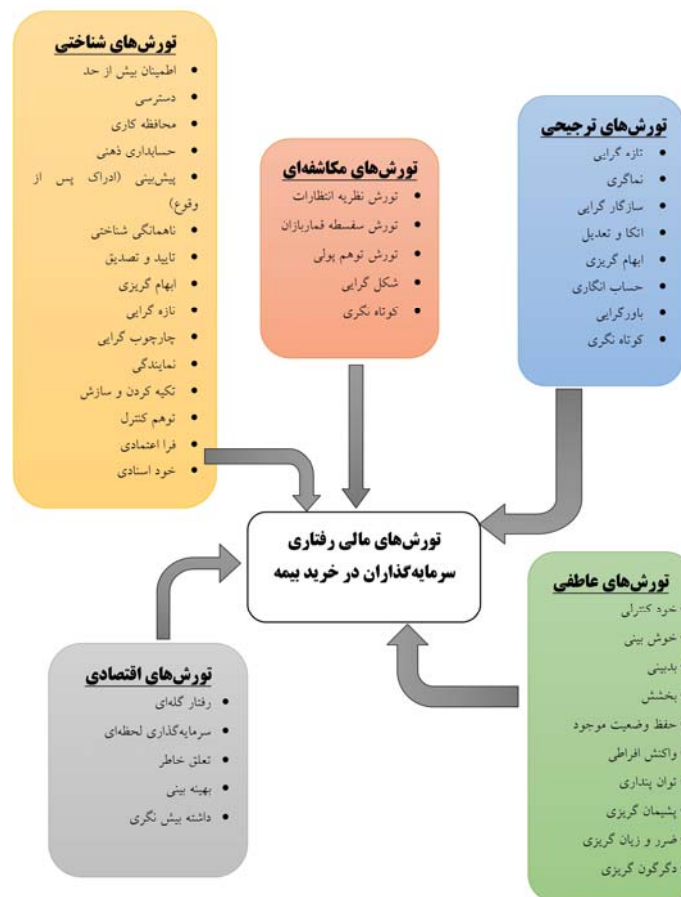 تورش‌های شناختی
اطمینان بیش از حد
دسترسی
محافظه کاری
حسابداری ذهنی
پیش‌بینی (ادراک پس از
وقوع)
ناهمانگی شناختی
تایید و تصدیق
ابهام گریزی
تازه گرایی
چارچوب گرایی
نمایندگی
تکیه کردن و سازش
توهم کنترل
فرا اعتمادی
خود اسنادی
تورش‌های مکاشفه‌ای
تورش نظریه انتظارات
تورش سفسطه قماربازان
تورش توهم پولی
شکل گرایی
کوتاه نگری
تورش‌های ترجیحی
تازه گرایی
نماگری
سازگار گرایی
اتکا و تعدیل
ابهام گریزی
حساب انگاری
باورگرایی
کوتاه نگری
تورش‌های مالی رفتاری
سرمایه‌گذاران در خرید بیمه
تورش‌های اقتصادی
رفتار گله‌ای
سرمایه‌گذاری لحظه‌ای
تعلق خاطر
بهینه بینی
داشته بیش نگری
تورش‌های عاطفی
خود کنترلی
خوش بینی
بدبینی
بخشش
حفظ وضعیت موجود
واکنش افراطی
توان پنداری
پشیمان گریزی
ضرر و زیان گریزی
دگرگون گریزی